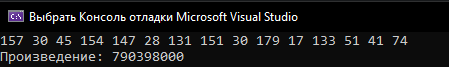 Выбрать Консоль отладки Microsoft Visual Studio
157 30 45 154 147 28 131 151 30 179 17 133 51 41 74
Произведение: 790398000